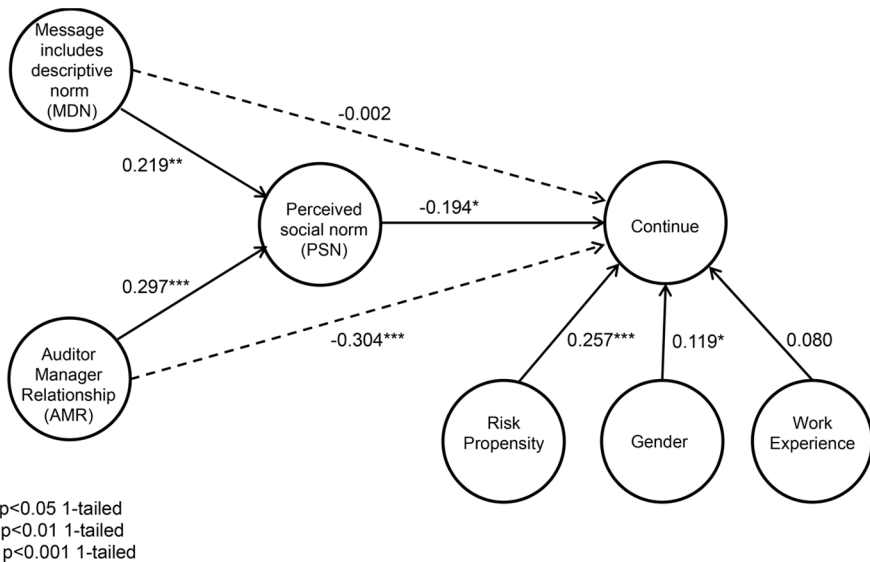 Message
includes
descriptive
norm
(MDN)
-0.002
0.219**
Perceived
social norm
(PSN)
-0.194*
Continue
0.297***
-0.304***
Auditor
Manager
Relationship
(AMR)
0.257***
0.119*
0.080
Risk
Propensity
Gender
Work
Experience
p<0.05 1-tailed
p<0.01 1-tailed
p<0.001 1-tailed